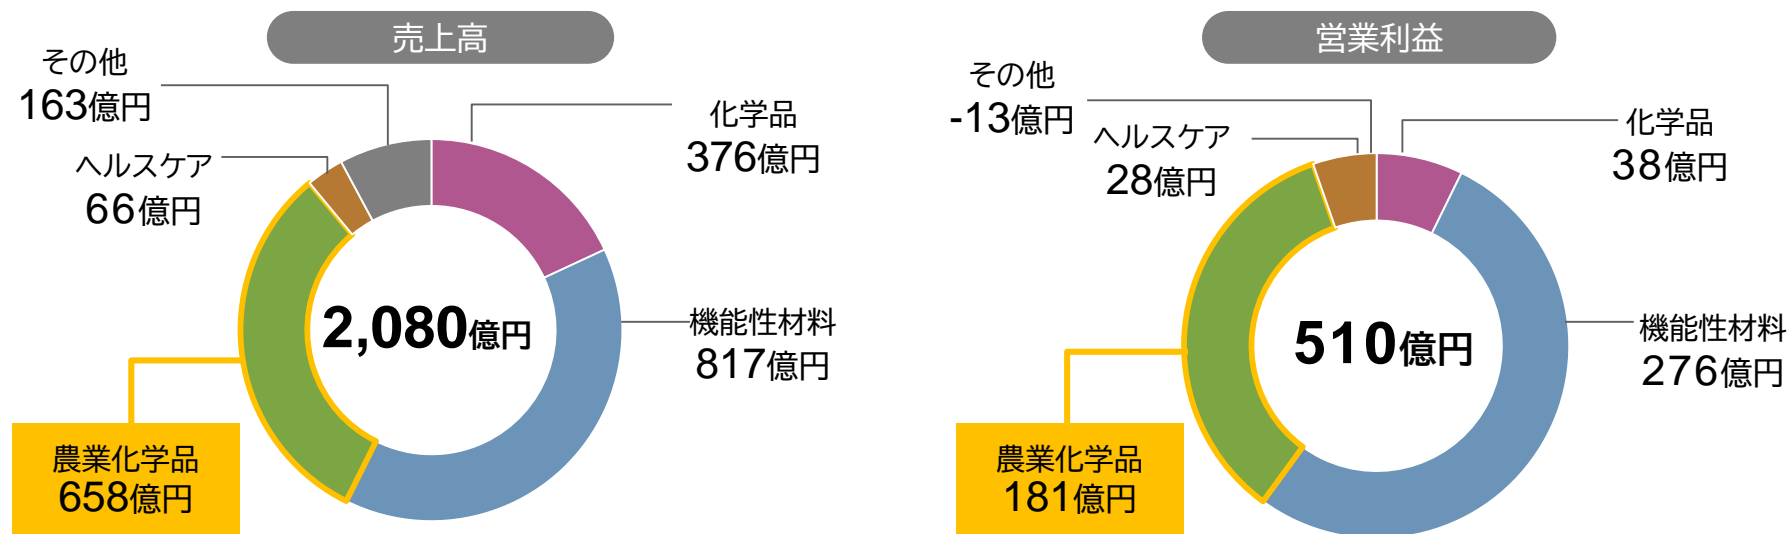 売上高
その他
163億円
ヘルスケア
66億円
化学品
376億円
2,080億円
機能性材料
817億円
農業化学品
658億円
営業利益
その他
-13億円
ヘルスケア
28億円
化学品
38億円
510億円
機能性材料
276億円
農業化学品
181億円